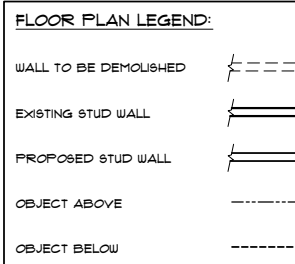 FLOOR PLAN LEGEND:
WALL TO BE DEMOLISHED
EXISTING STUD WALL
PROPOSED STUD WALL
OBJECT ABOVE
OBJECT BELOW